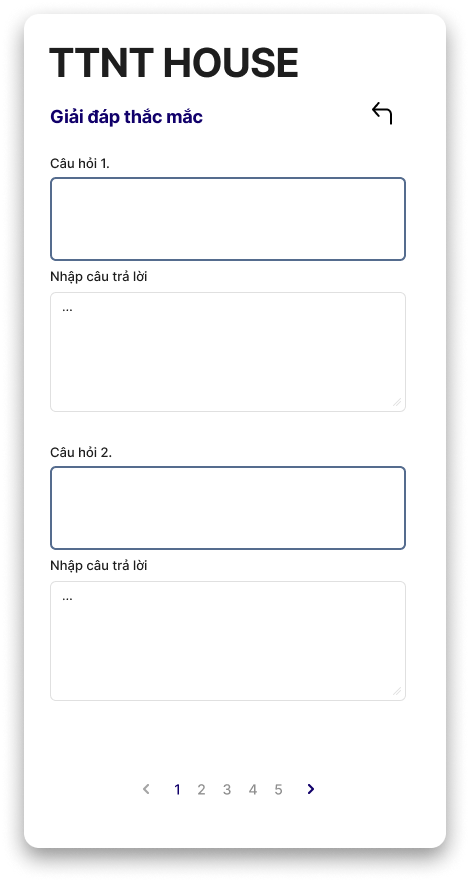 TTNT HOUSE
Giải đáp thắc mắc
Câu hỏi 1.
Nhập câu trả lời
...
Câu hỏi 2.
Nhập câu trả lời
...
1 2 3 4 5